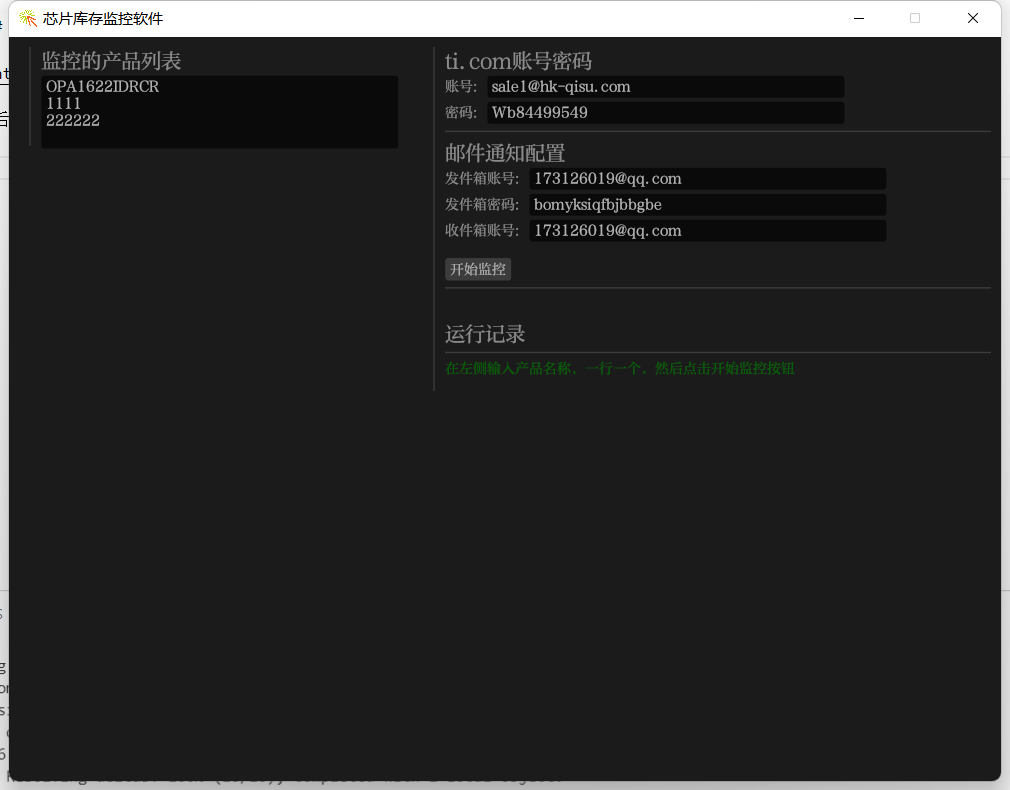 芯片库存监控软件
监控的产品列表
OPA1622IDRCR
1111
222222
ti.com账号密码
账号: sale1@hk-qisu.com
密码: Wb84499549
邮件通知配置
发件箱账号: 173126019@qq.com
发件箱密码: bomyksiqfbjbbgbe
收件箱账号: 173126019@qq.com
开始监控
运行记录
在左侧输入产品名称，一行一个，然后点击开始监控按钮